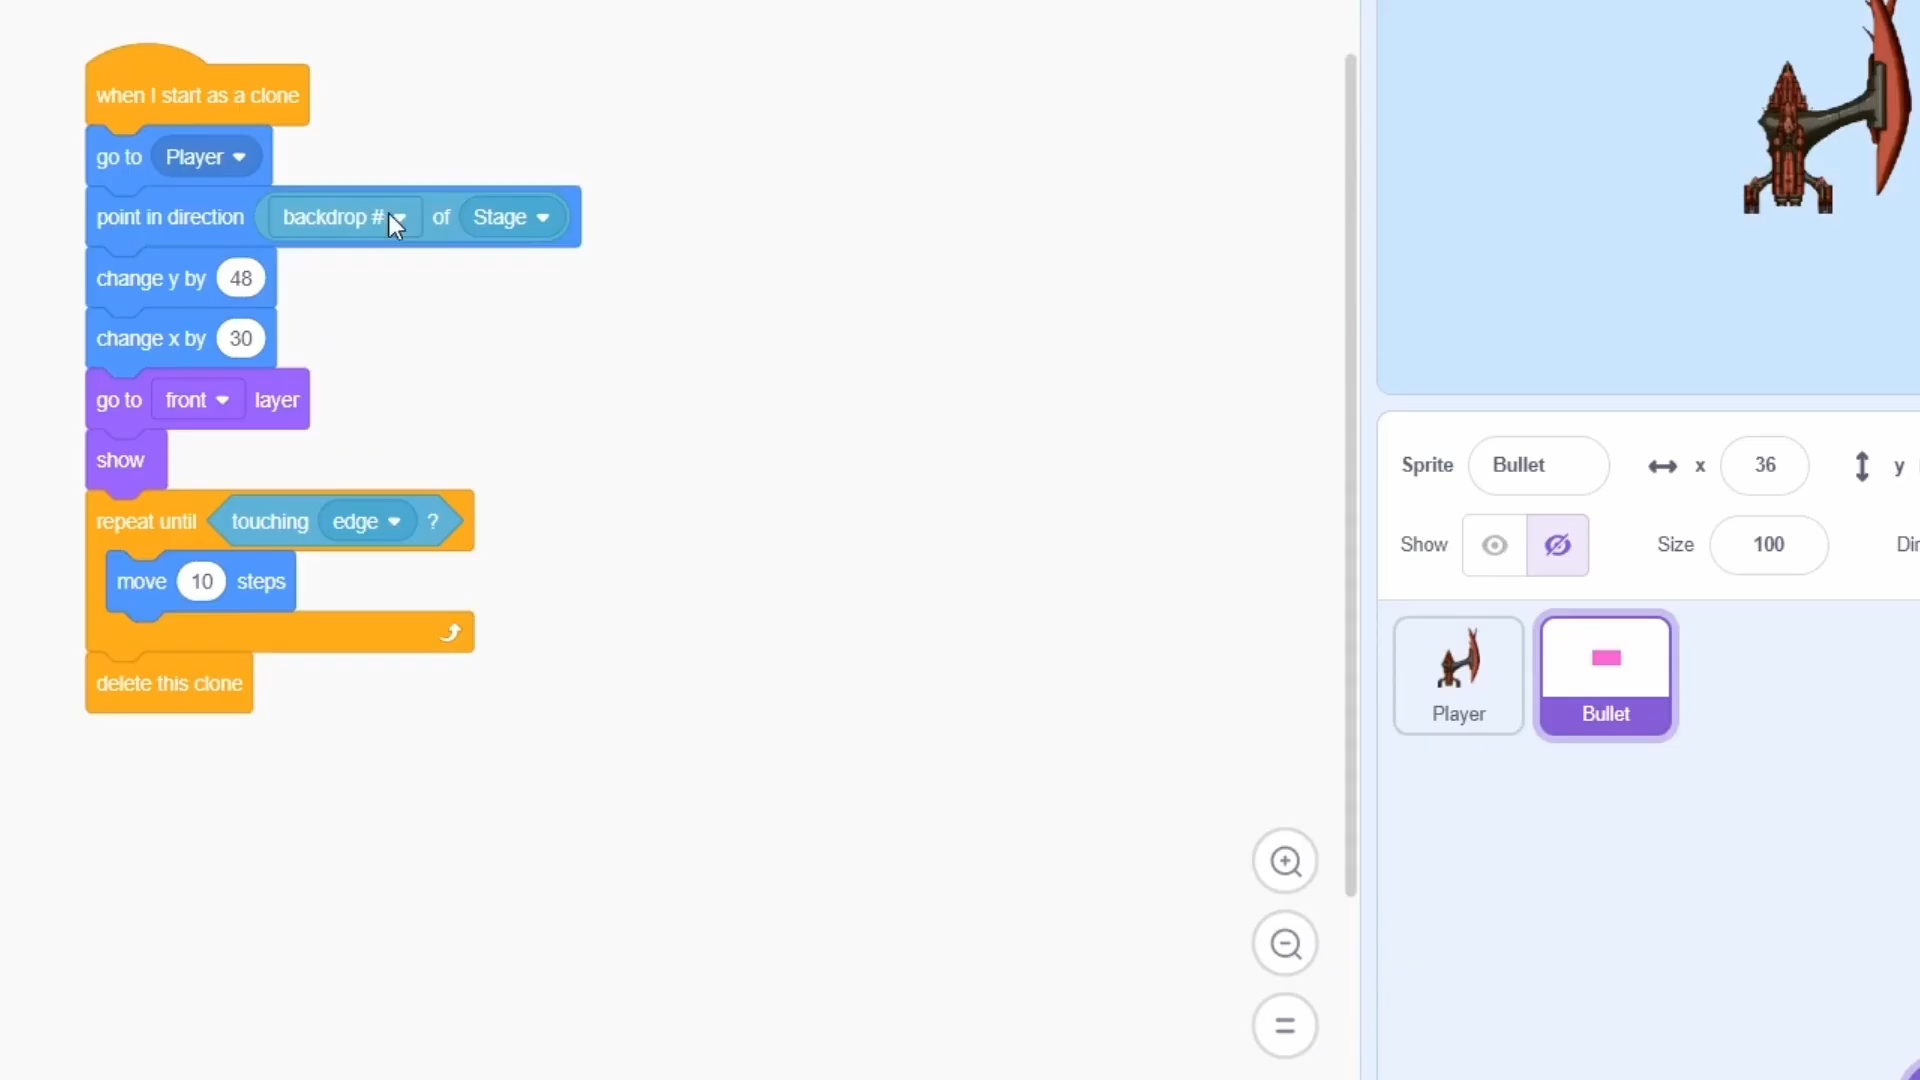 when I start as a clone
go to Player
point in direction backdrop # of Stage
change y by 48
change x by 30
go to front layer
show
repeat until touching edge ?
move 10 steps
delete this clone
Sprite Bullet x 36 y
Show Size 100
Player Bullet